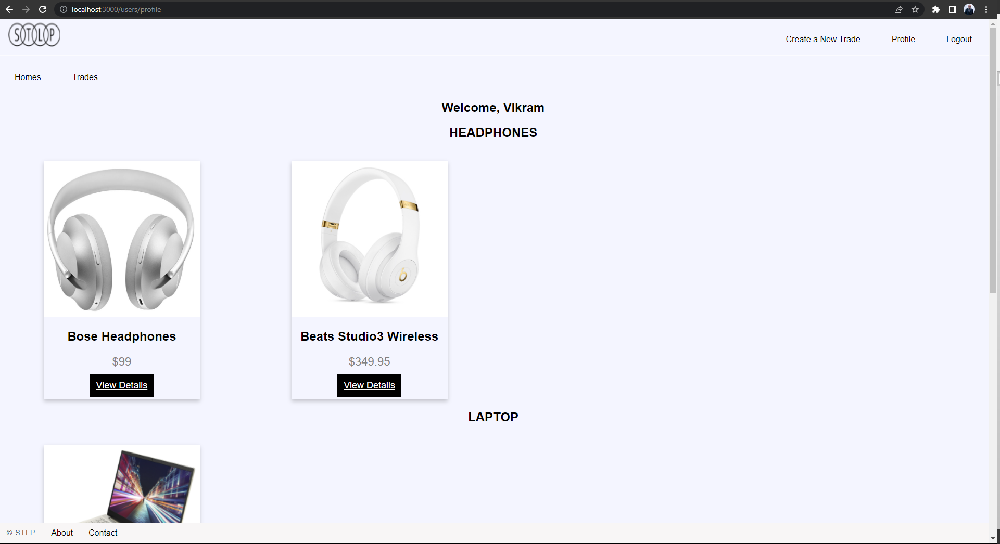 localhost:3000/users/profile
STLP
Create a New Trade
Profile
Logout
Homes
Trades
Welcome, Vikram
HEADPHONES
Bose Headphones
$99
View Details
Beats Studio3 Wireless
$349.95
View Details
LAPTOP
© STLP
About
Contact